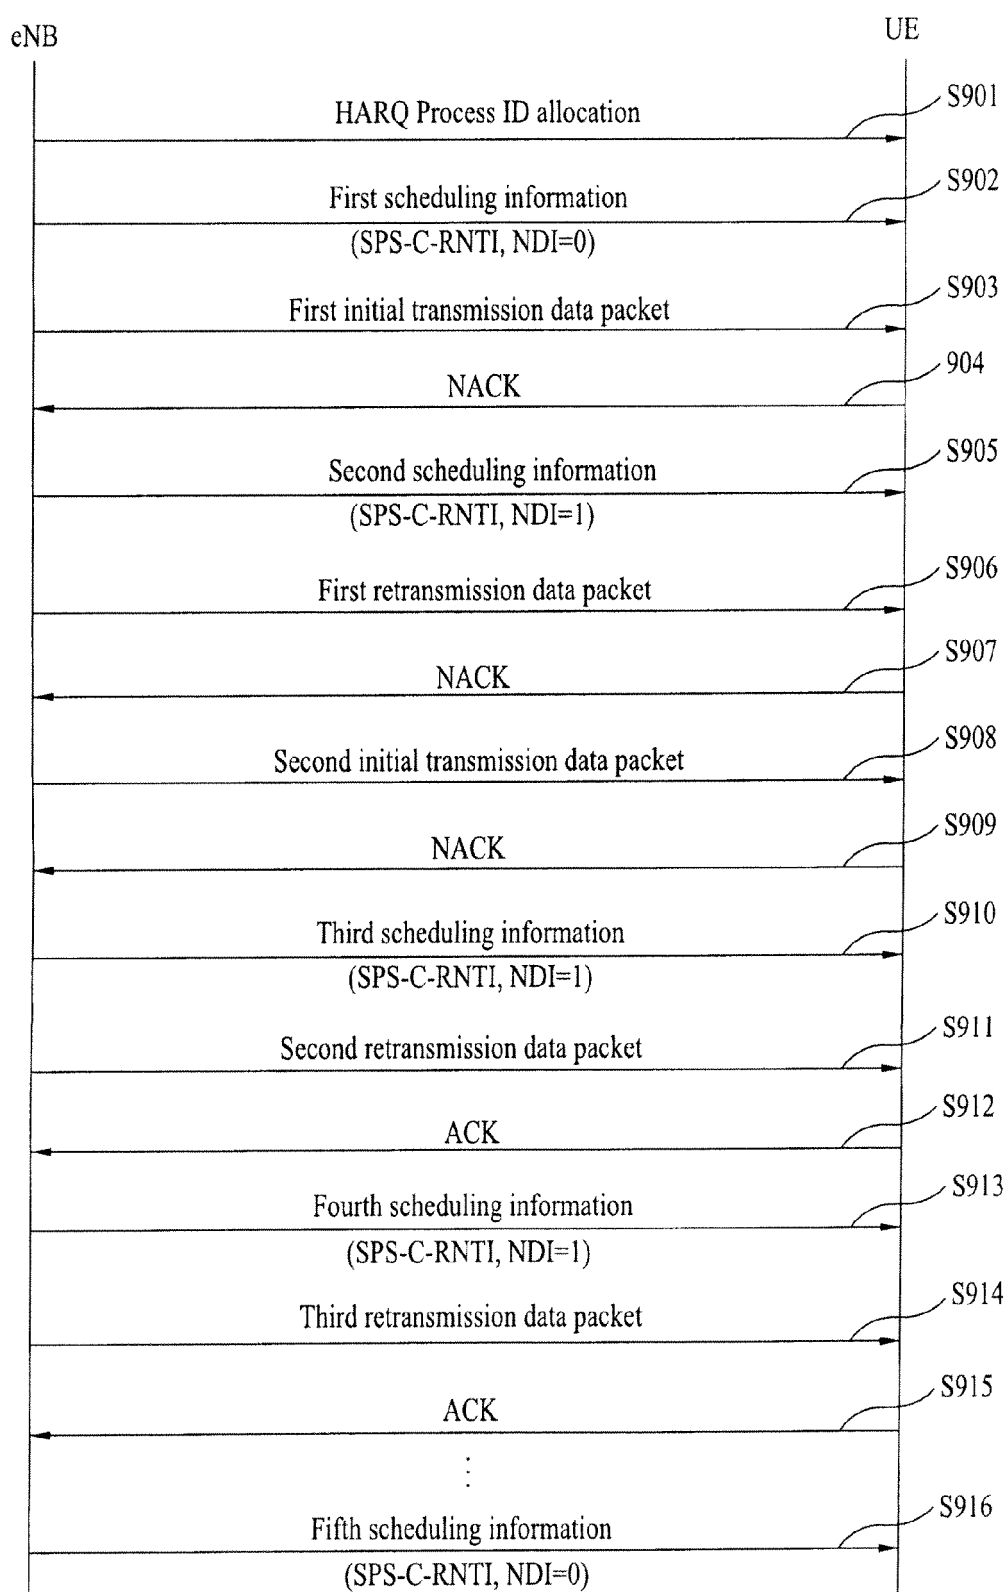 eNB
UE
HARQ Process ID allocation
S901
First scheduling information
(SPS-C-RNTI, NDI=0)
S902
First initial transmission data packet
S903
NACK
904
Second scheduling information
(SPS-C-RNTI, NDI=1)
S905
First retransmission data packet
S906
NACK
S907
Second initial transmission data packet
S908
NACK
S909
Third scheduling information
(SPS-C-RNTI, NDI=1)
S910
Second retransmission data packet
S911
ACK
S912
Fourth scheduling information
(SPS-C-RNTI, NDI=1)
S913
Third retransmission data packet
S914
ACK
S915
Fifth scheduling information
(SPS-C-RNTI, NDI=0)
S916